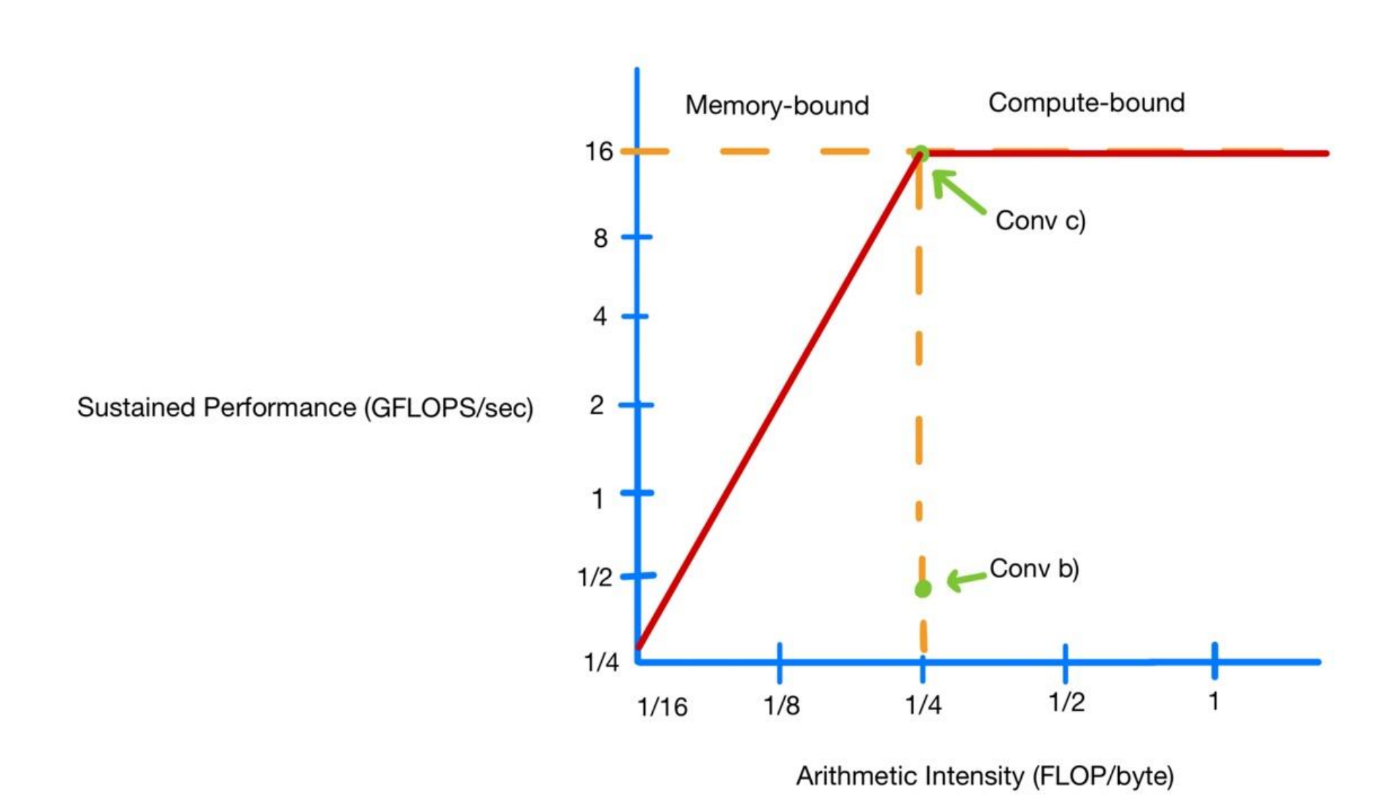 Memory-bound
Compute-bound
16
Conv c)
8
4
Sustained Performance (GFLOPS/sec)
2
1
Conv b)
1/2
1/4
1/16
1/8
1/4
1/2
1
Arithmetic Intensity (FLOP/byte)